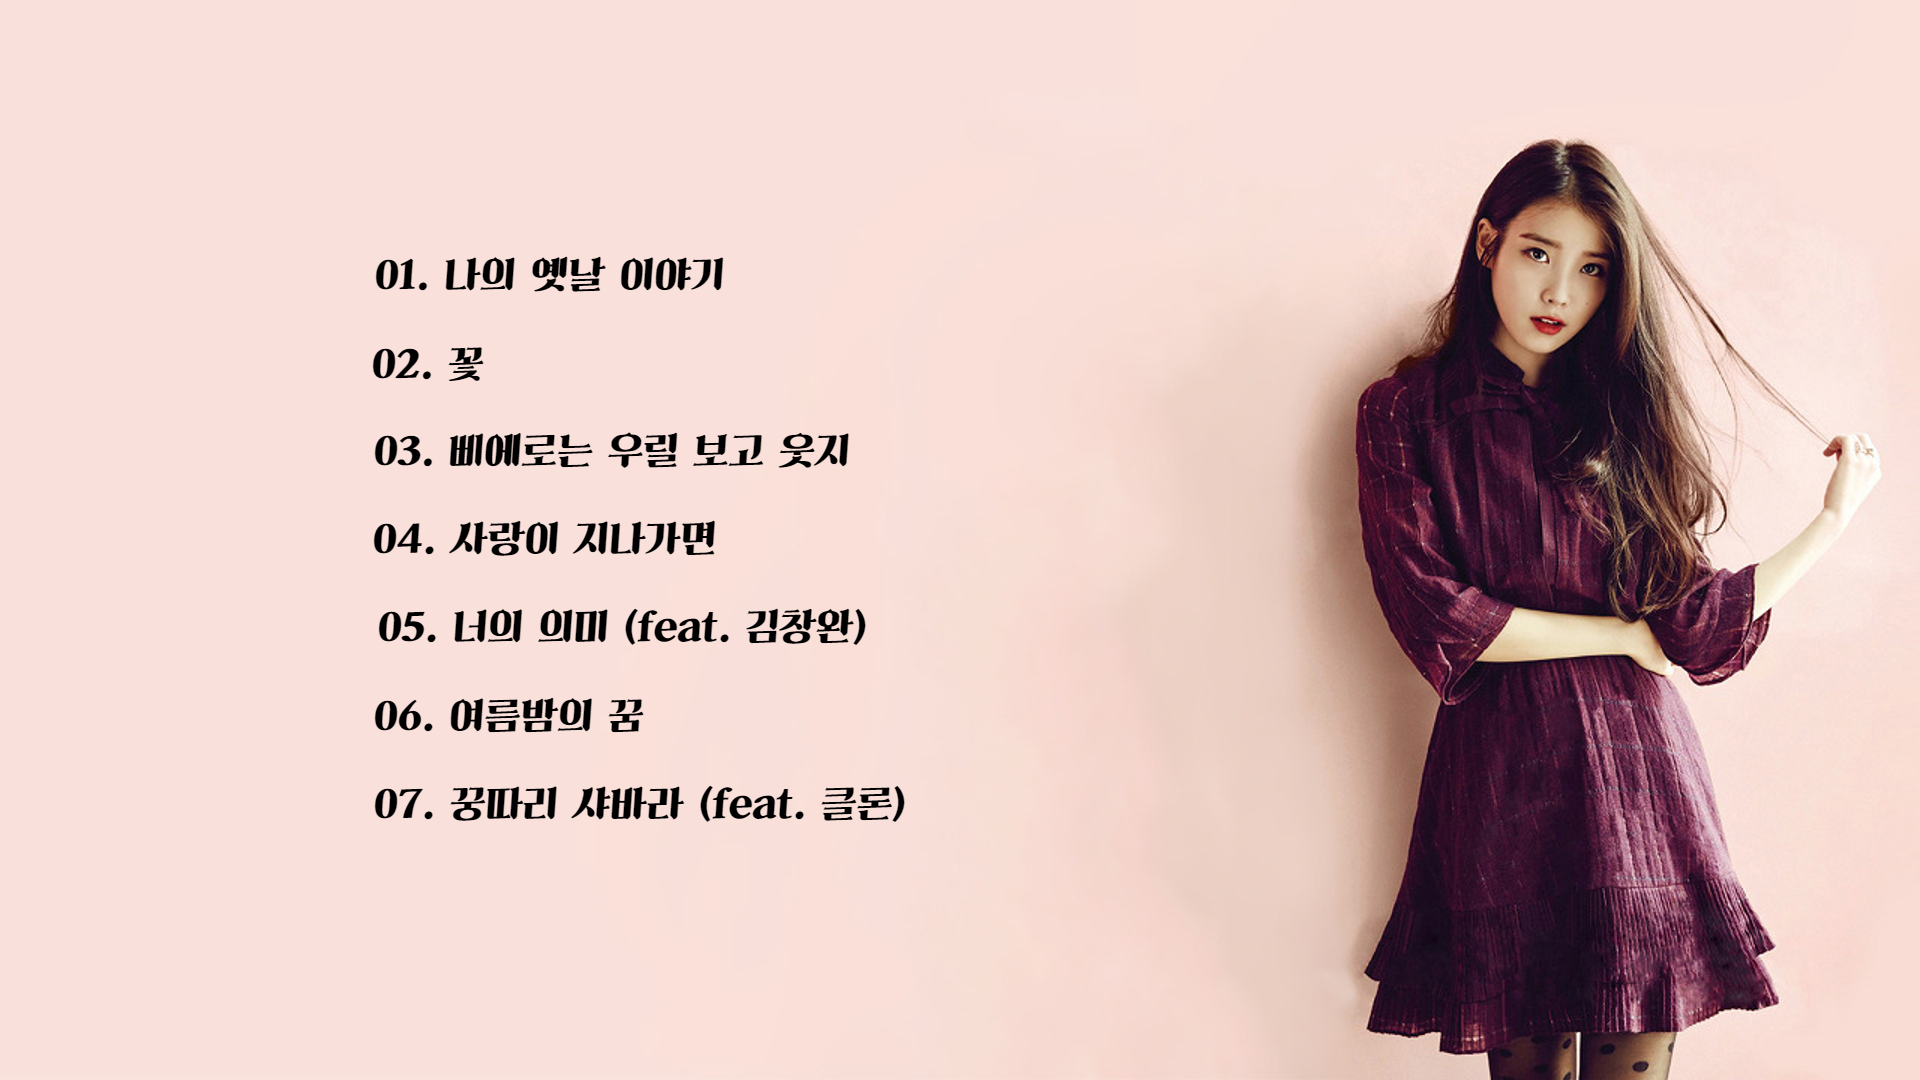 01. 나의 옛날 이야기
02. 꽃
03. 삐에로는 우릴 보고 웃지
04. 사랑이 지나가면
05. 너의 의미 (feat. 김창완)
06. 여름밤의 꿈
07. 꿍따리 샤바라 (feat. 클론)